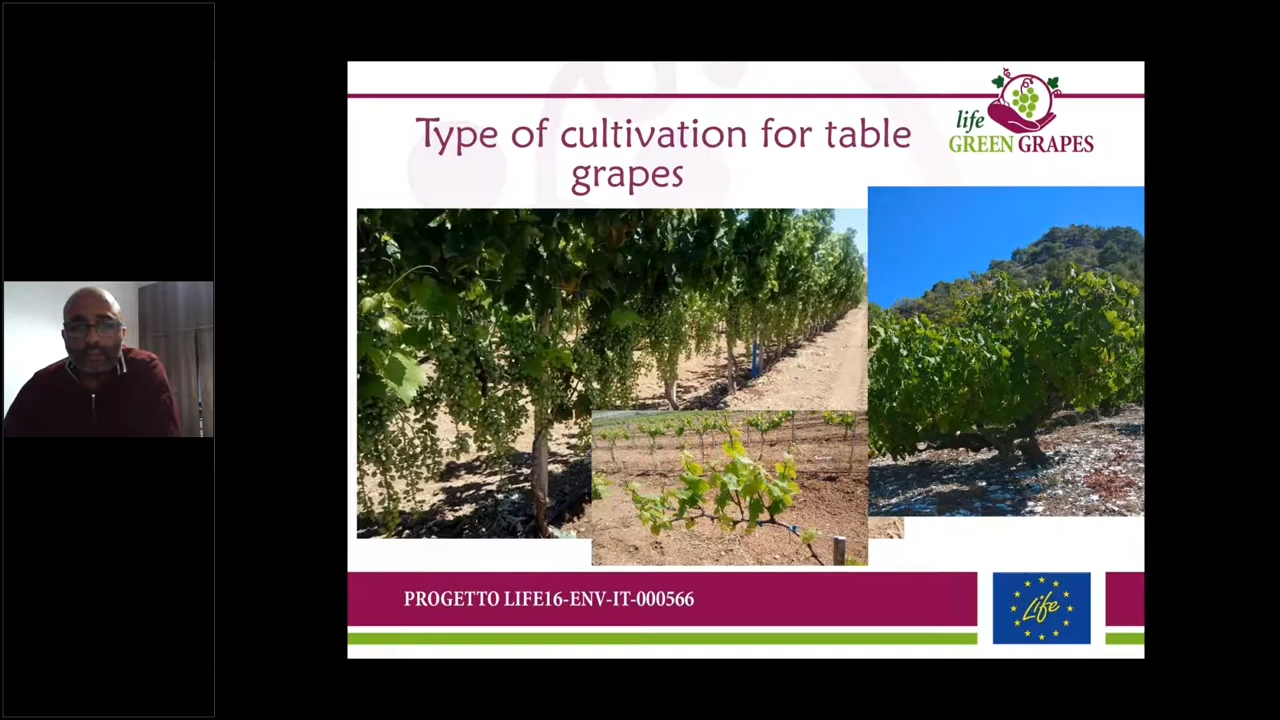 Type of cultivation for table
grapes
life
GREEN GRAPES
PROGETTO LIFE16-ENV-IT-000566
Life